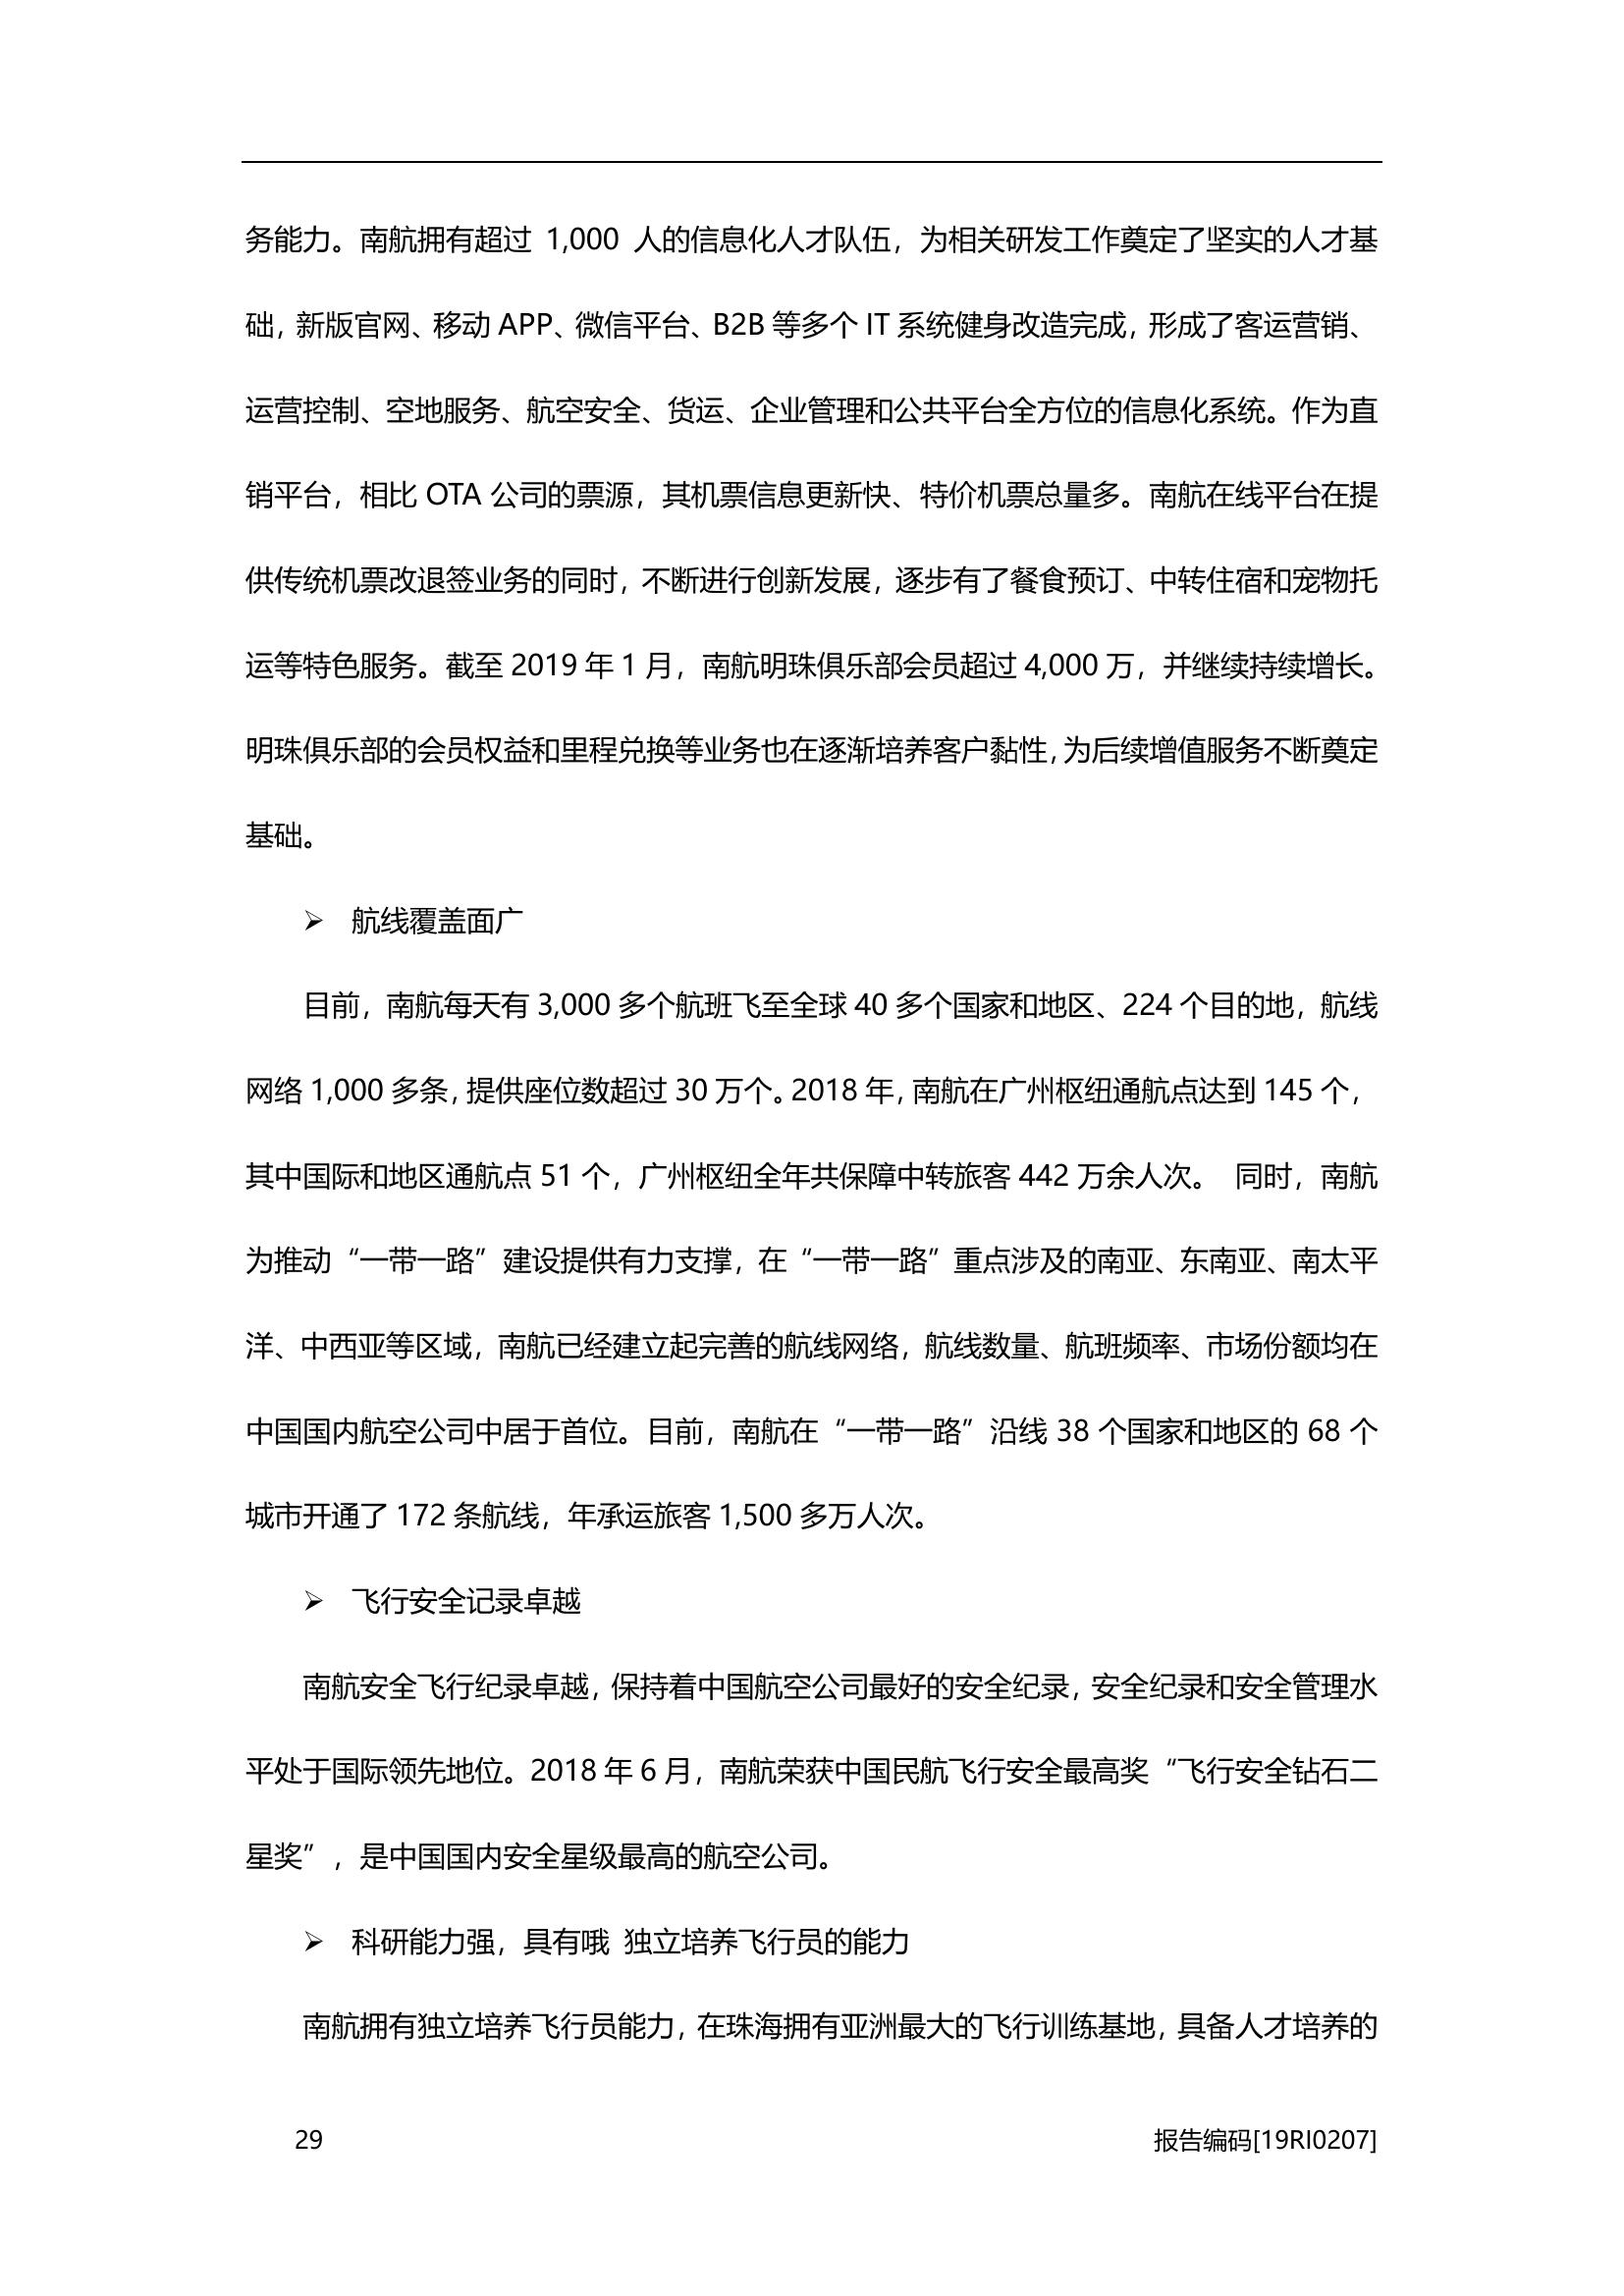 务能力。南航拥有超过 1,000 人的信息化人才队伍，为相关研发工作奠定了坚实的人才基
础，新版官网、移动 APP、微信平台、B2B 等多个 IT 系统健身改造完成，形成了客运营销、
运营控制、空地服务、航空安全、货运、企业管理和公共平台全方位的信息化系统。作为直
销平台，相比 OTA 公司的票源，其机票信息更新快、特价机票总量多。南航在线平台在提
供传统机票改退签业务的同时，不断进行创新发展，逐步有了餐食预订、中转住宿和宠物托
运等特色服务。截至 2019 年 1 月，南航明珠俱乐部会员超过 4,000 万，并继续持续增长。
明珠俱乐部的会员权益和里程兑换等业务也在逐渐培养客户黏性，为后续增值服务不断奠定
基础。
➢ 航线覆盖面广
目前，南航每天有 3,000 多个航班飞至全球 40 多个国家和地区、224 个目的地，航线
网络 1,000 多条，提供座位数超过 30 万个。2018 年，南航在广州枢纽通航点达到 145 个，
其中国际和地区通航点 51 个，广州枢纽全年共保障中转旅客 442 万余人次。 同时，南航
为推动“一带一路”建设提供有力支撑，在“一带一路”重点涉及的南亚、东南亚、南太平
洋、中西亚等区域，南航已经建立起完善的航线网络，航线数量、航班频率、市场份额均在
中国国内航空公司中居于首位。目前，南航在“一带一路”沿线 38 个国家和地区的 68 个
城市开通了 172 条航线，年承运旅客 1,500 多万人次。
➢ 飞行安全记录卓越
南航安全飞行纪录卓越，保持着中国航空公司最好的安全纪录，安全纪录和安全管理水
平处于国际领先地位。2018 年 6 月，南航荣获中国民航飞行安全最高奖“飞行安全钻石二
星奖”，是中国国内安全星级最高的航空公司。
➢ 科研能力强，具有哦 独立培养飞行员的能力
南航拥有独立培养飞行员能力，在珠海拥有亚洲最大的飞行训练基地，具备人才培养的
29 报告编码[19RI0207]